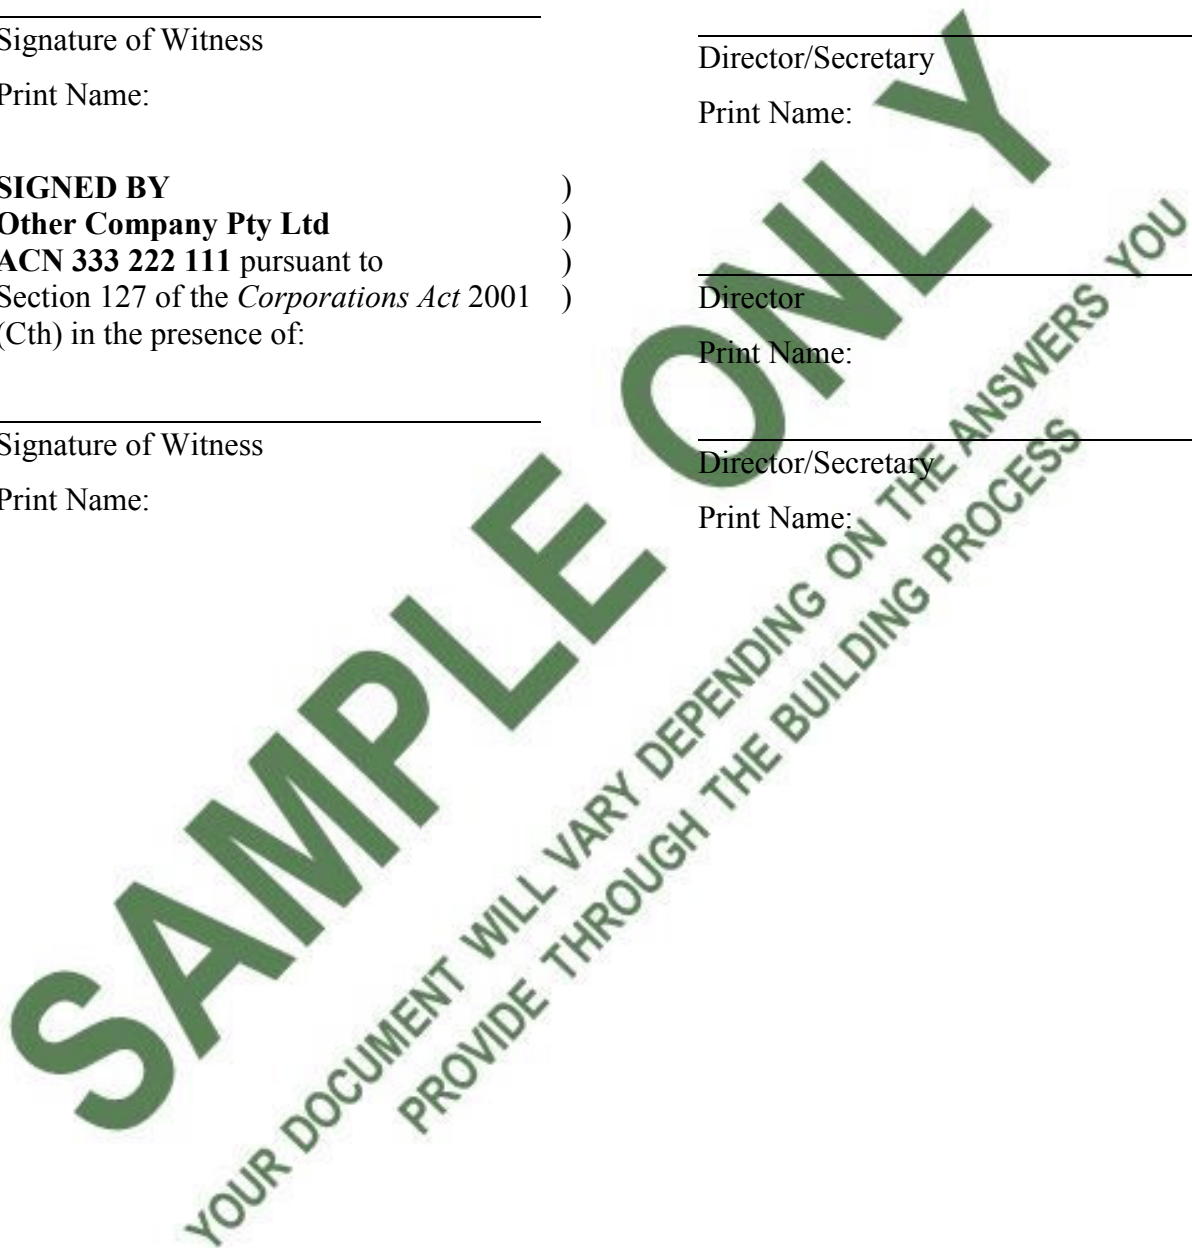 Signature of Witness
Print Name:
Director/Secretary
Print Name:
SIGNED BY )
Other Company Pty Ltd )
ACN 333 222 111 pursuant to )
Section 127 of the Corporations Act 2001 )
(Cth) in the presence of:
Director
Print Name:
Signature of Witness
Print Name:
Director/Secretary
Print Name:
SAMPLE ONLY
YOUR DOCUMENT WILL VARY DEPENDING ON THE ANSWERS YOU
PROVIDE THROUGH THE BUILDING PROCESS